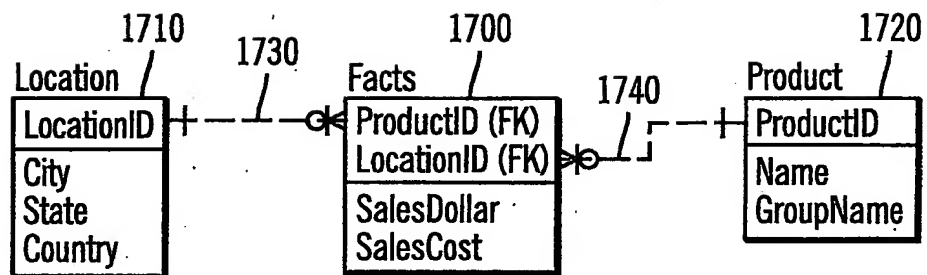 1710
1730
Location
LocationID
City
State
Country
1700
Facts
ProductID (FK)
LocationID (FK)
SalesDollar
SalesCost
1740
1720
Product
ProductID
Name
GroupName